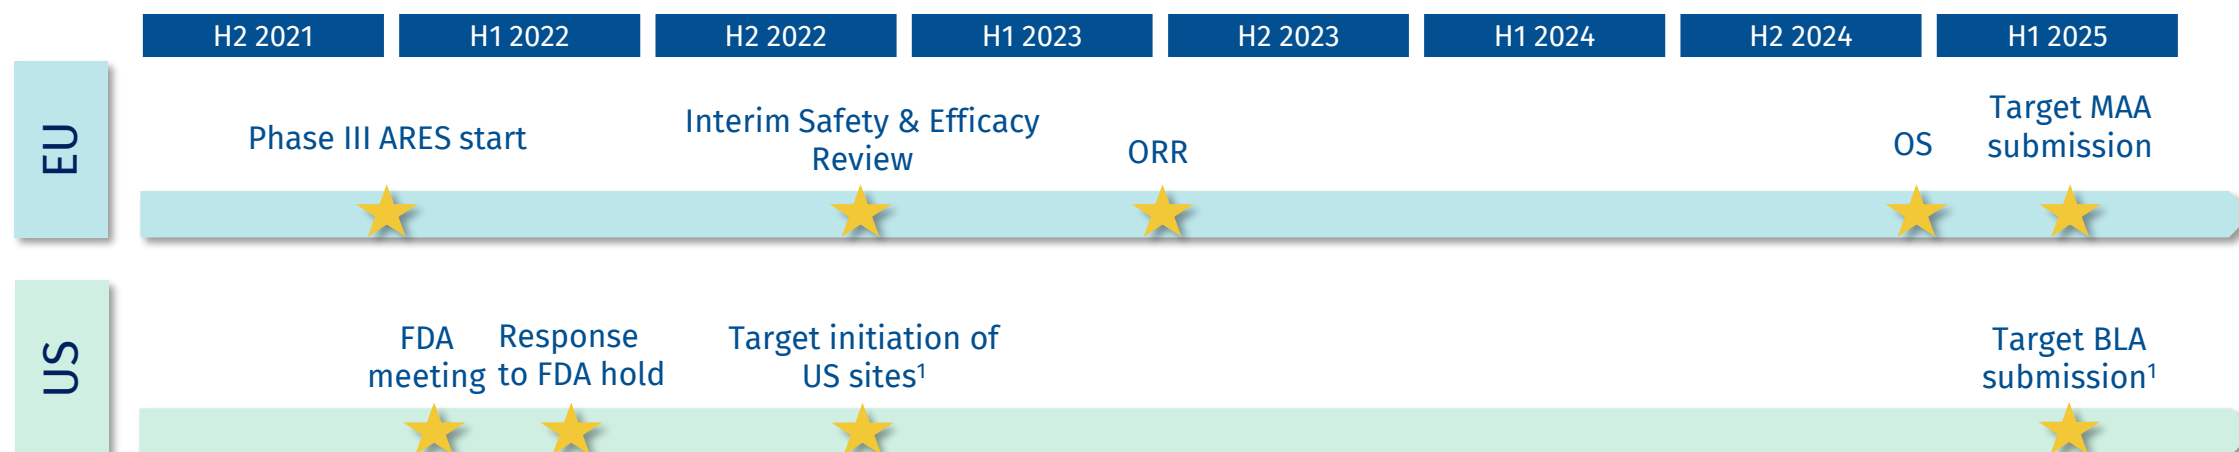 H2 2021
H1 2022
H2 2022
H1 2023
H2 2023
H1 2024
H2 2024
H1 2025
EU
Phase III ARES start
Interim Safety & Efficacy
Review
ORR
OS
Target MAA
submission
US
FDA
meeting
Response
to FDA hold
Target initiation of
US sites¹
Target BLA
submission¹